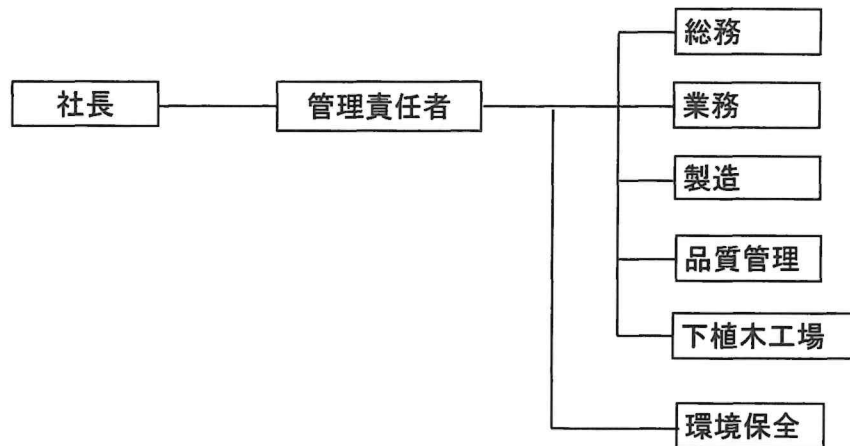 総務
社長
管理責任者
業務
製造
品質管理
下植木工場
環境保全